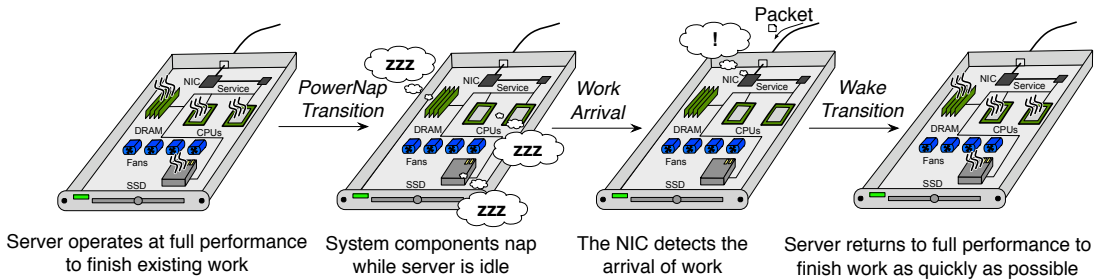 NIC
Service
DRAM
CPUs
Fans
SSD
Server operates at full performance
to finish existing work
PowerNap
Transition
zzz
NIC
Service
DRAM
CPUs
zzz
Fans
SSD
zzz
System components nap
while server is idle
Work
Arrival
Packet
!
NIC
Service
DRAM
CPUs
Fans
SSD
The NIC detects the
arrival of work
Wake
Transition
NIC
Service
DRAM
CPUs
Fans
SSD
Server returns to full performance to
finish work as quickly as possible